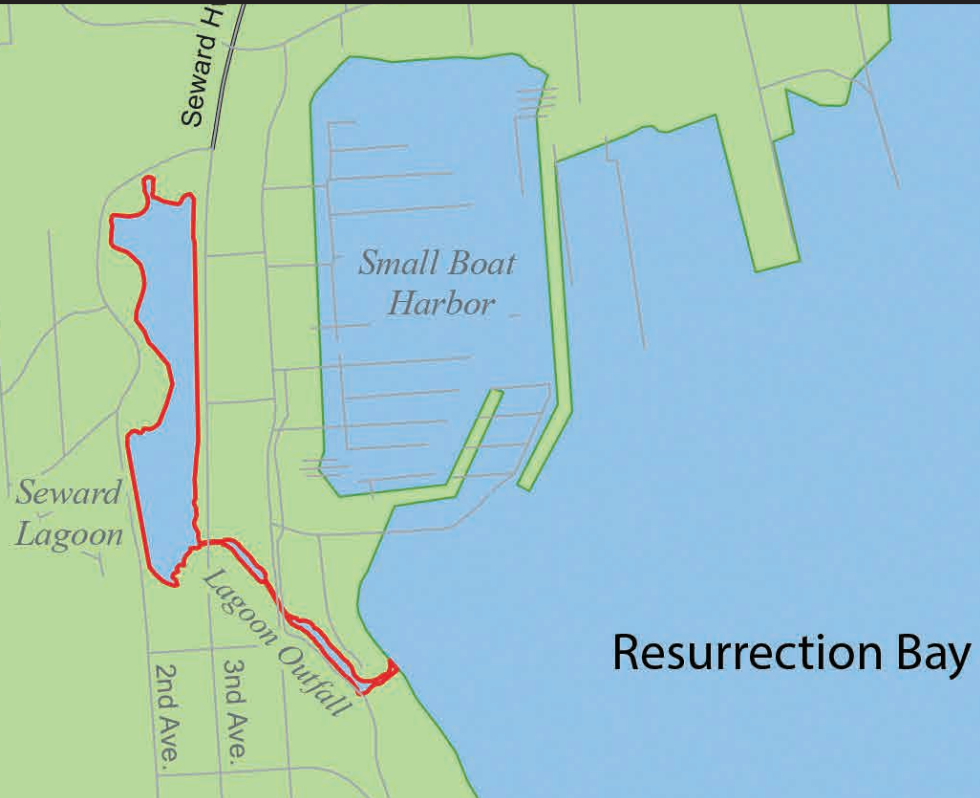 Seward H
Small Boat
Harbor
Seward
Lagoon
Lagoon Outfall
Resurrection Bay
2nd Ave.
3nd Ave.